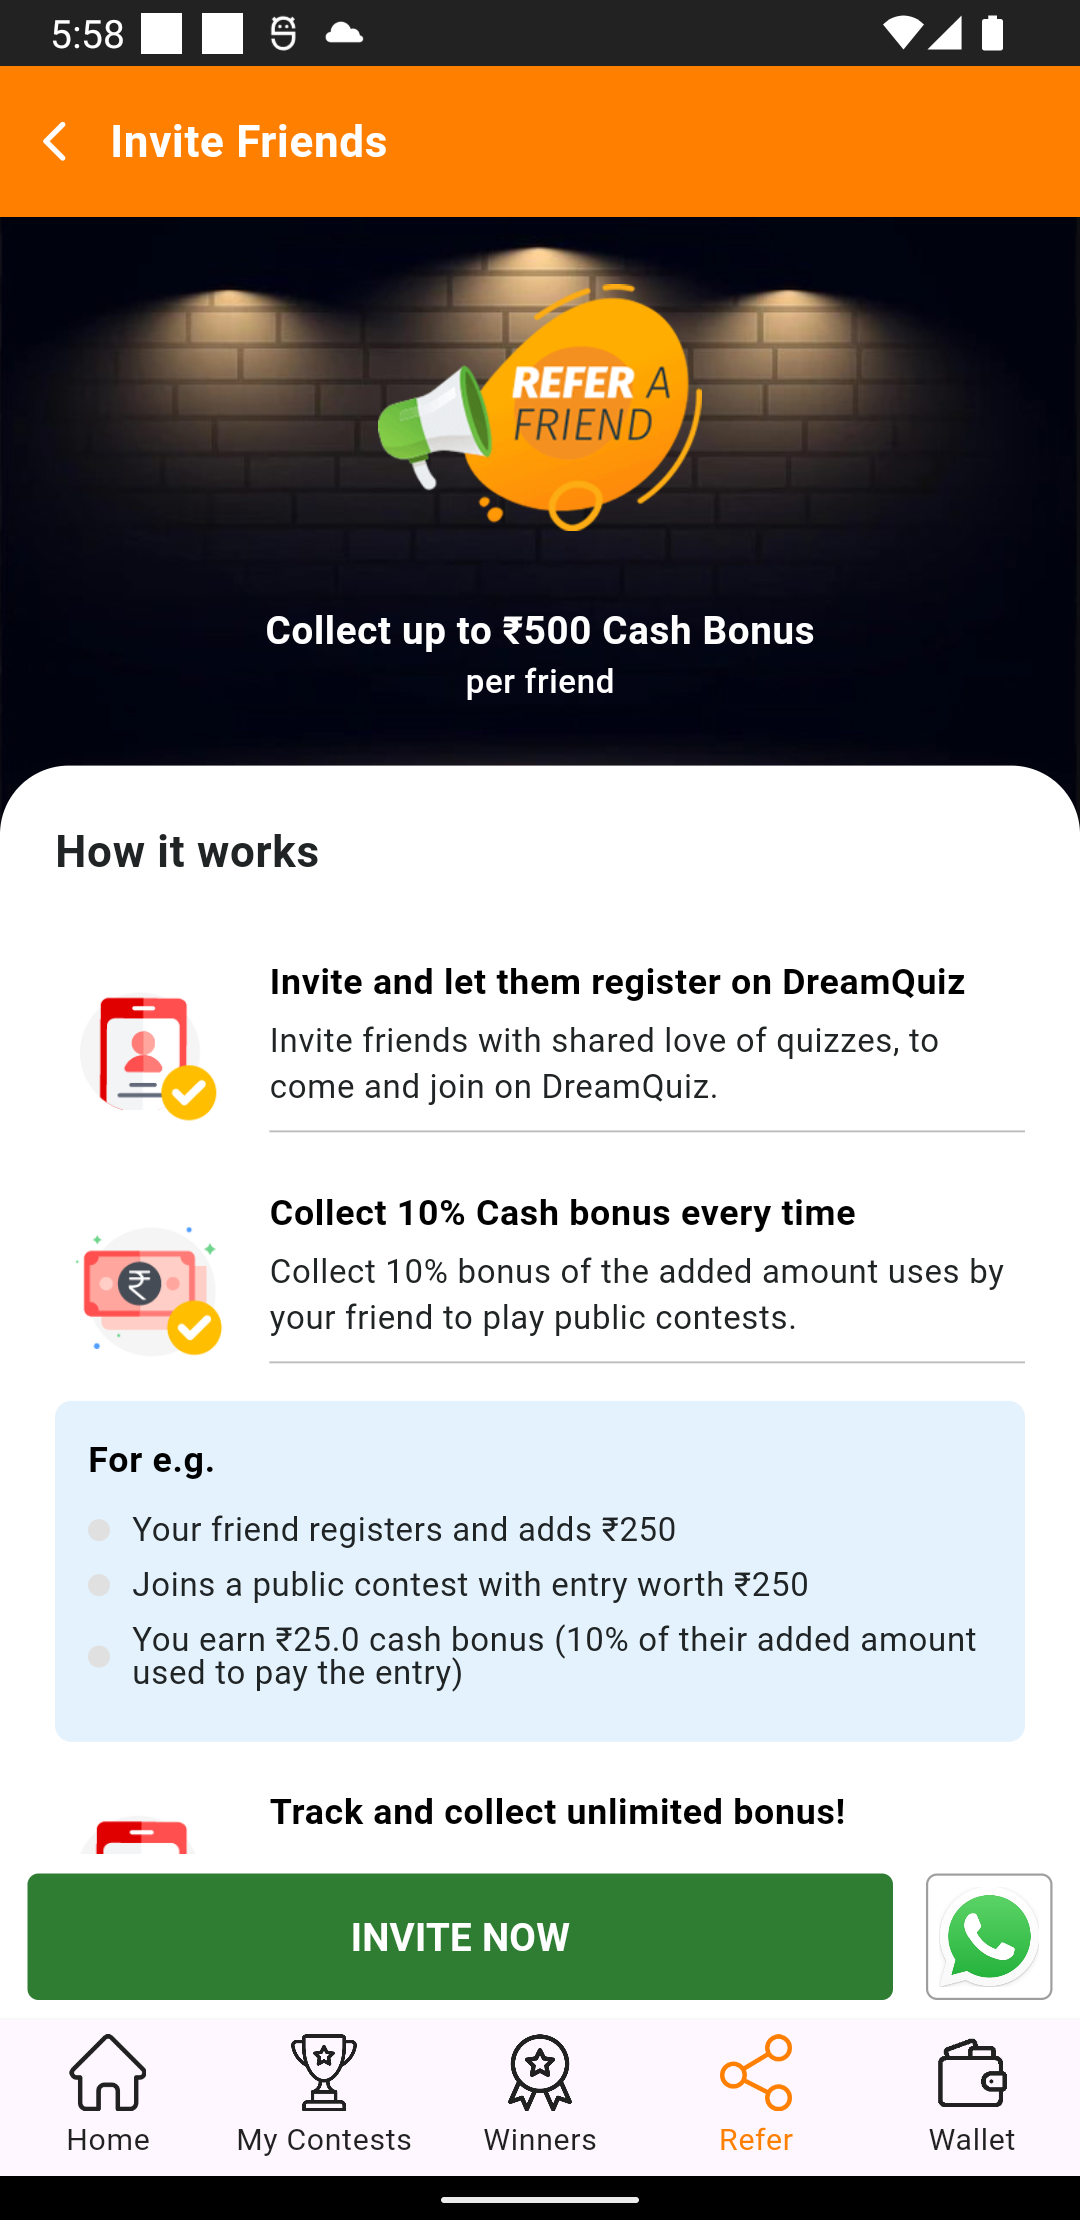 5:58
Invite Friends
REFER A
FRIEND
Collect up to ₹500 Cash Bonus
per friend
How it works
Invite and let them register on DreamQuiz
Invite friends with shared love of quizzes, to
come and join on DreamQuiz.
Collect 10% Cash bonus every time
Collect 10% bonus of the added amount uses by
your friend to play public contests.
For e.g.
Your friend registers and adds ₹250
Joins a public contest with entry worth ₹250
You earn ₹25.0 cash bonus (10% of their added amount
used to pay the entry)
Track and collect unlimited bonus!
INVITE NOW
Home
My Contests
Winners
Refer
Wallet